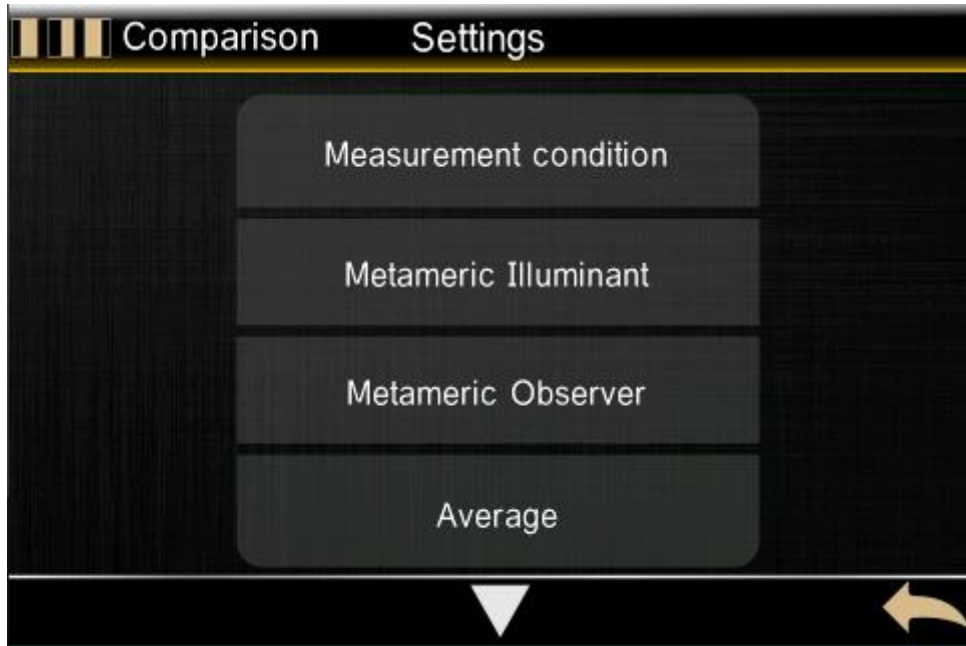 Comparison Settings
Measurement condition
Metameric Illuminant
Metameric Observer
Average